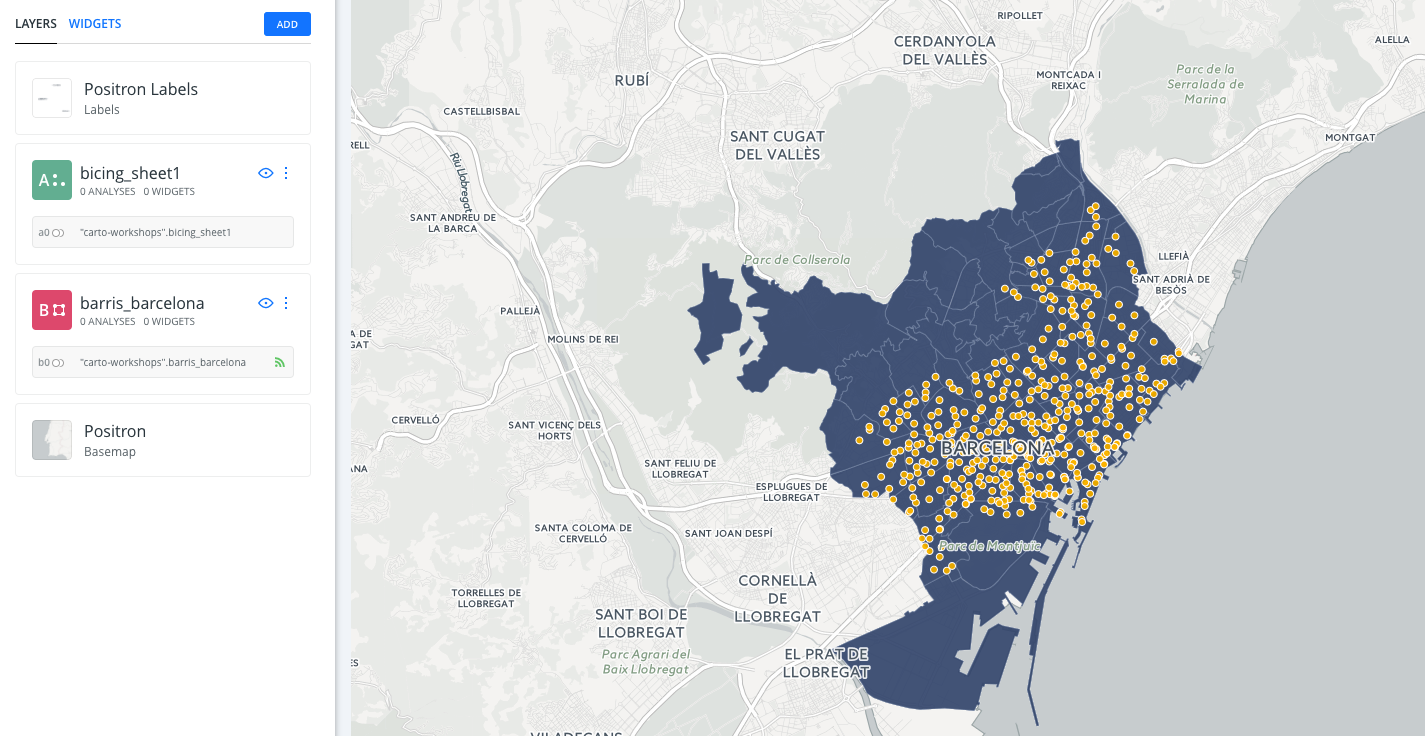 LAYERS WIDGETS ADD
Positron Labels
Labels
A
bicing_sheet1
0 ANALYSES 0 WIDGETS
a0 "carto-workshops".bicing_sheet1
B
barris_barcelona
0 ANALYSES 0 WIDGETS
b0 "carto-workshops".barris_barcelona
Positron
Basemap
RIPOLLET
CERDANYOLA
DEL VALLÈS
ALELLA
RUBÍ
MONTCADA I
REIXAC
Parc de la
Serralada de
Marina
CASTELLBISBAL
SANT CUGAT
DEL VALLÈS
MONTGAT
RELL
Riu Llobregat
SANT ANDREU DE
LA BARCA
Parc de Collserola
LLEFIÀ
SANT ADRIÀ DE
BESÒS
PALLEJÀ
A DE
GAT
MOLINS DE REI
CERVELLÓ
SANT VICENÇ DELS
HORTS
BARCELONA
ANA
SANT FELIU DE
LLOBREGAT
ESPLUGUES DE
LLOBREGAT
SANTA COLOMA DE
CERVELLÓ
SANT JOAN DESPÍ
Parc de Montjuïc
CORNELLÀ
DE
LLOBREGAT
TORRELLES DE
LLOBREGAT
SANT BOI DE
LLOBREGAT
Parc Agrari del
Baix Llobregat
EL PRAT DE
LLOBREGAT
ES
VILADECANS